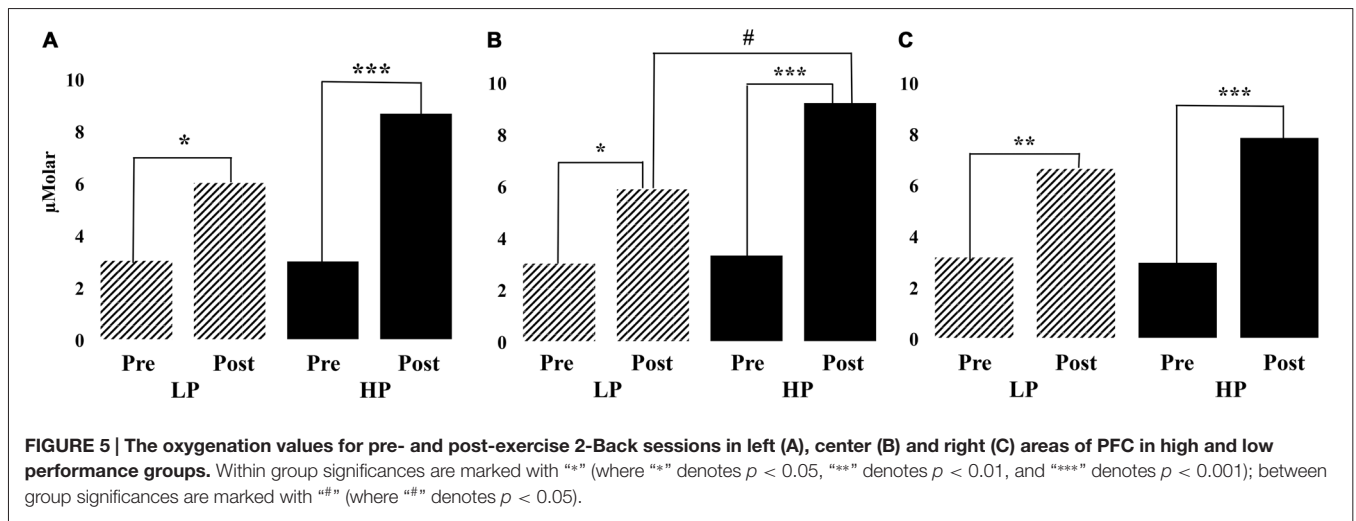 A
B
C
#
***
***
***
*
*
**
10
8
6
4
2
0
μMolar
10
8
6
4
2
0
10
8
6
4
2
0
Pre Post Pre Post
LP HP
Pre Post Pre Post
LP HP
Pre Post Pre Post
LP HP
FIGURE 5 | The oxygenation values for pre- and post-exercise 2-Back sessions in left (A), center (B) and right (C) areas of PFC in high and low
performance groups. Within group significances are marked with “*” (where “*” denotes p < 0.05, “**” denotes p < 0.01, and “***” denotes p < 0.001); between
group significances are marked with “#” (where “#” denotes p < 0.05).